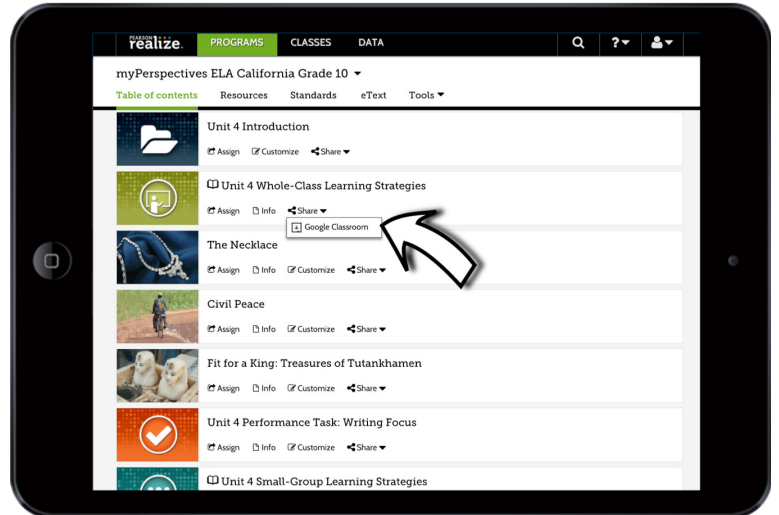 PEARSON
realize. PROGRAMS CLASSES DATA ?
myPerspectives ELA California Grade 10
Table of contents Resources Standards eText Tools
Unit 4 Introduction
Assign Customize Share
Unit 4 Whole-Class Learning Strategies
Assign Info Share
Google Classroom
The Necklace
Assign Info Customize Share
Civil Peace
Assign Info Customize Share
Fit for a King: Treasures of Tutankhamen
Assign Info Customize Share
Unit 4 Performance Task: Writing Focus
Assign Info Customize Share
Unit 4 Small-Group Learning Strategies